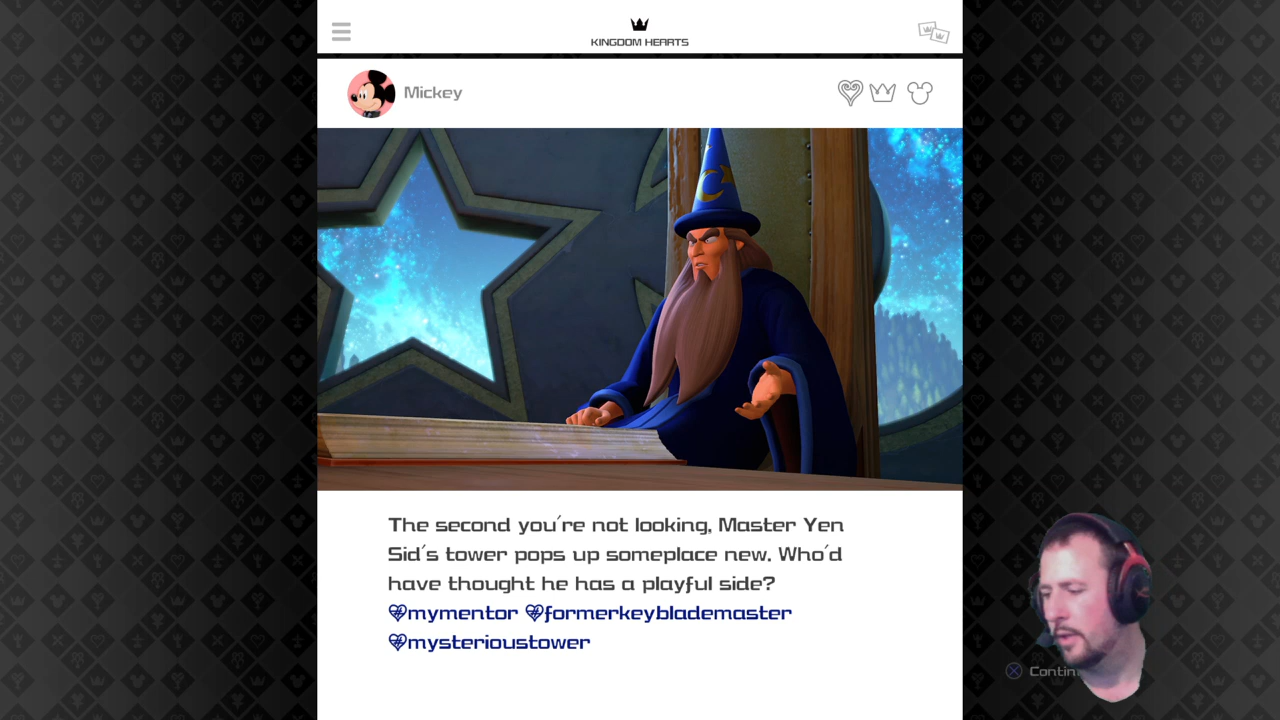 KINGDOM HEARTS
Mickey
The second you're not looking, Master Yen
Sid's tower pops up someplace new. Who'd
have thought he has a playful side?
#mymentor #formerkeyblademaster
#mysterioustower